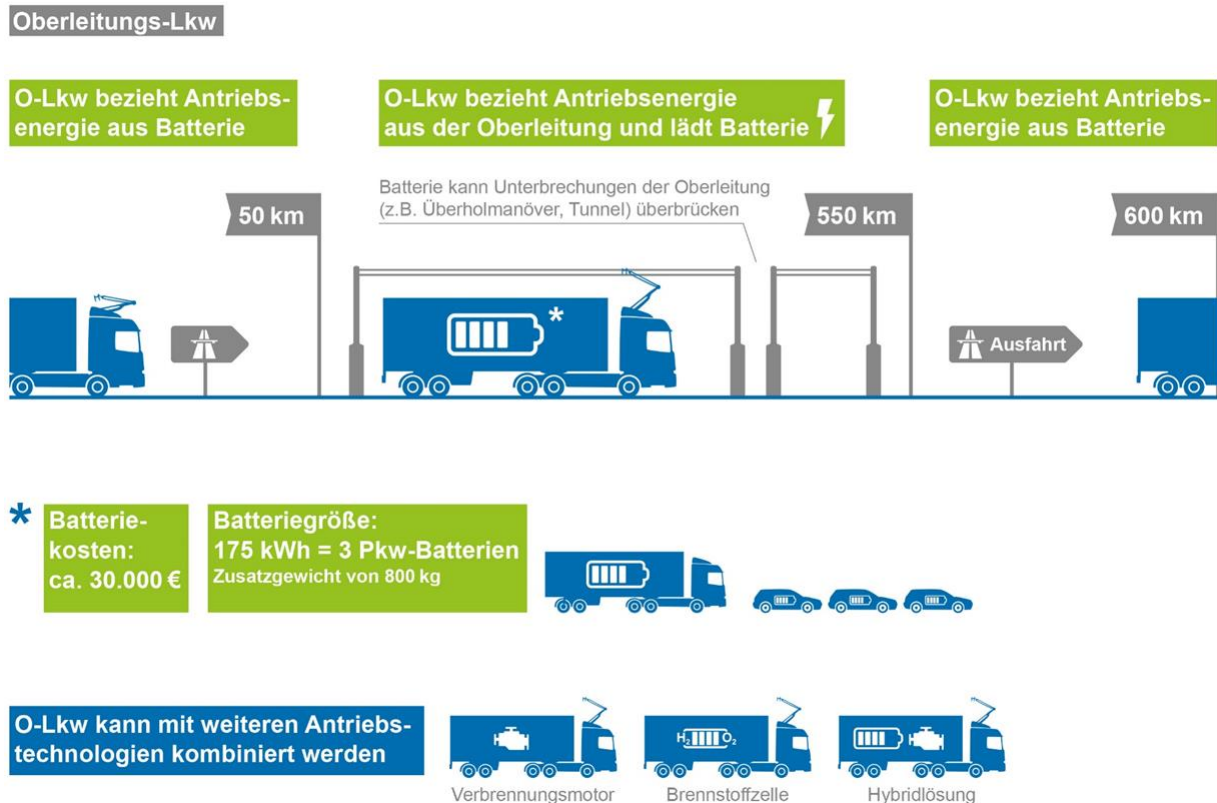 Oberleitungs-Lkw
O-Lkw bezieht Antriebs-
energie aus Batterie
O-Lkw bezieht Antriebsenergie
aus der Oberleitung und lädt Batterie
O-Lkw bezieht Antriebs-
energie aus Batterie
Batterie kann Unterbrechungen der Oberleitung
(z.B. Überholmanöver, Tunnel) überbrücken
50 km
550 km
600 km
*
Ausfahrt
*
Batterie-
kosten:
ca. 30.000 €
Batteriegröße:
175 kWh = 3 Pkw-Batterien
Zusatzgewicht von 800 kg
O-Lkw kann mit weiteren Antriebs-
technologien kombiniert werden
H₂ O₂
Verbrennungsmotor
Brennstoffzelle
Hybridlösung